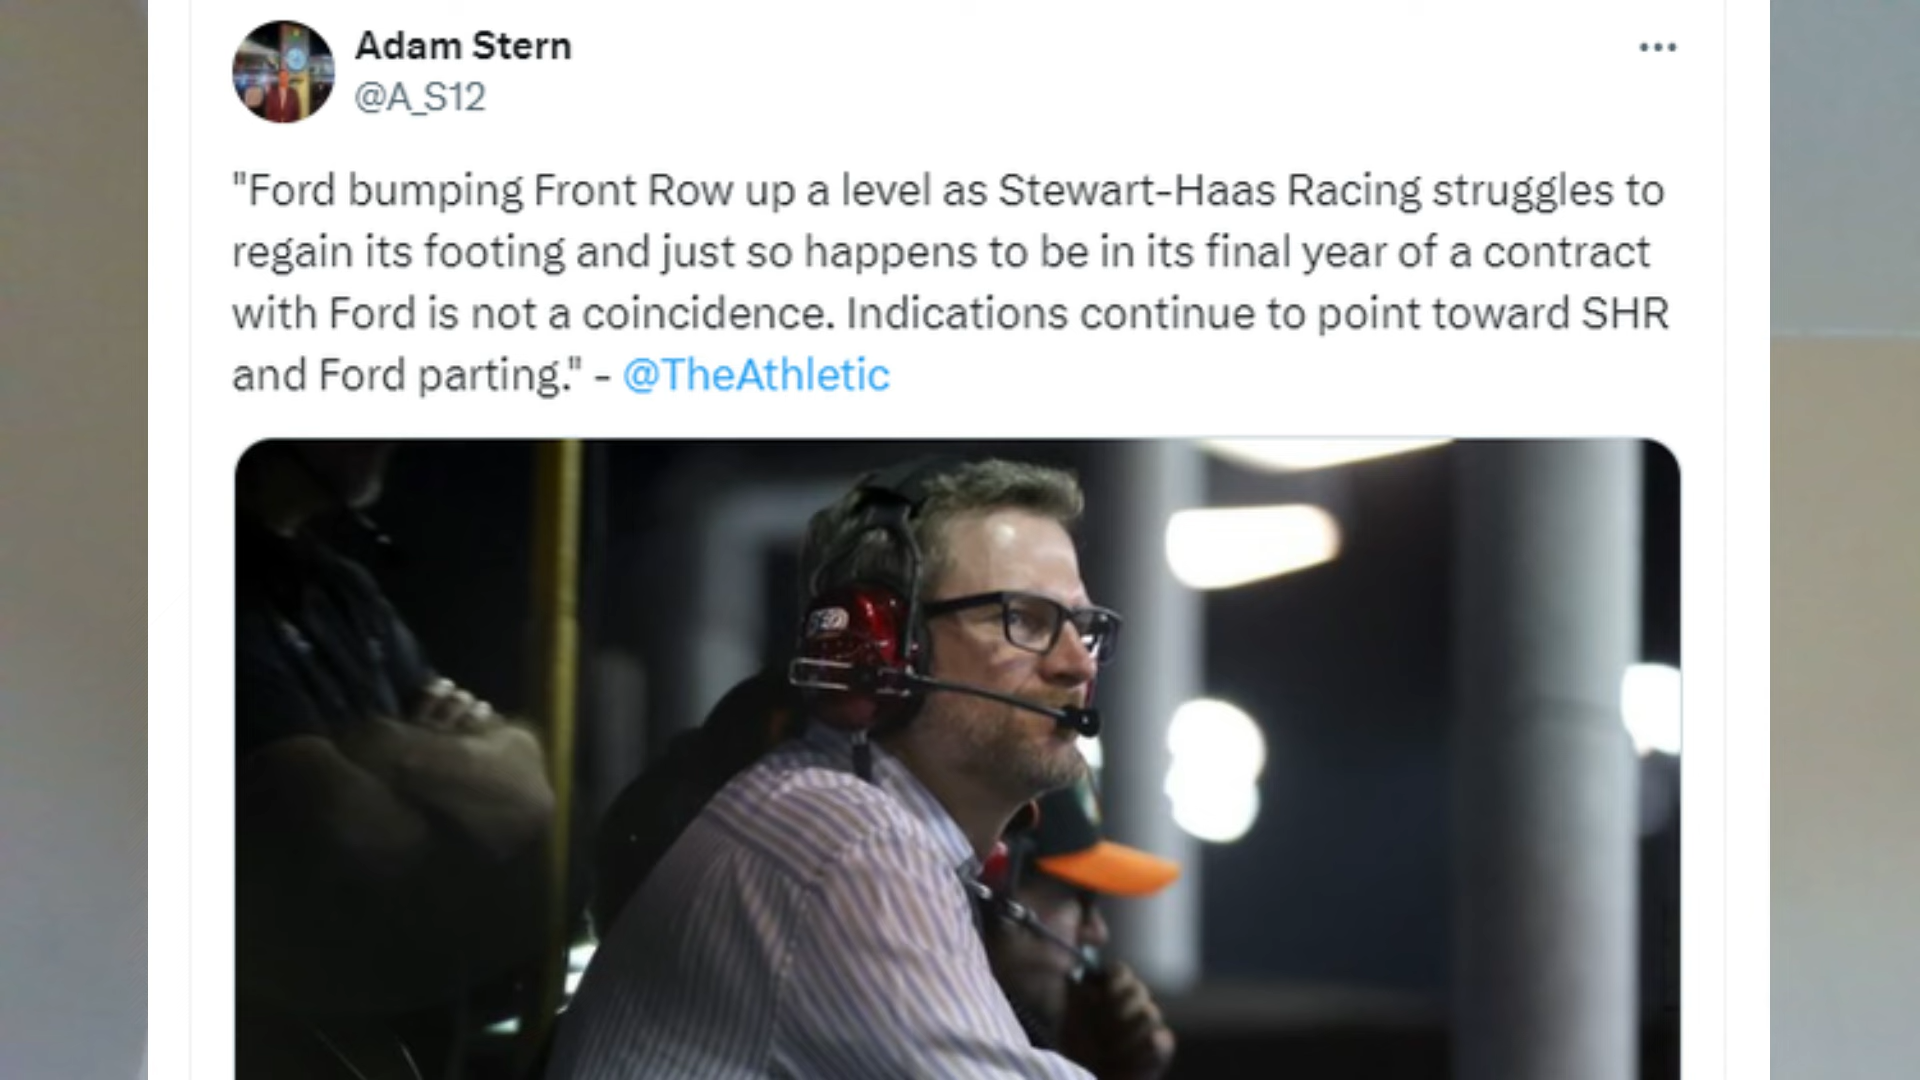 Adam Stern
@A_S12
"Ford bumping Front Row up a level as Stewart-Haas Racing struggles to
regain its footing and just so happens to be in its final year of a contract
with Ford is not a coincidence. Indications continue to point toward SHR
and Ford parting." - @TheAthletic